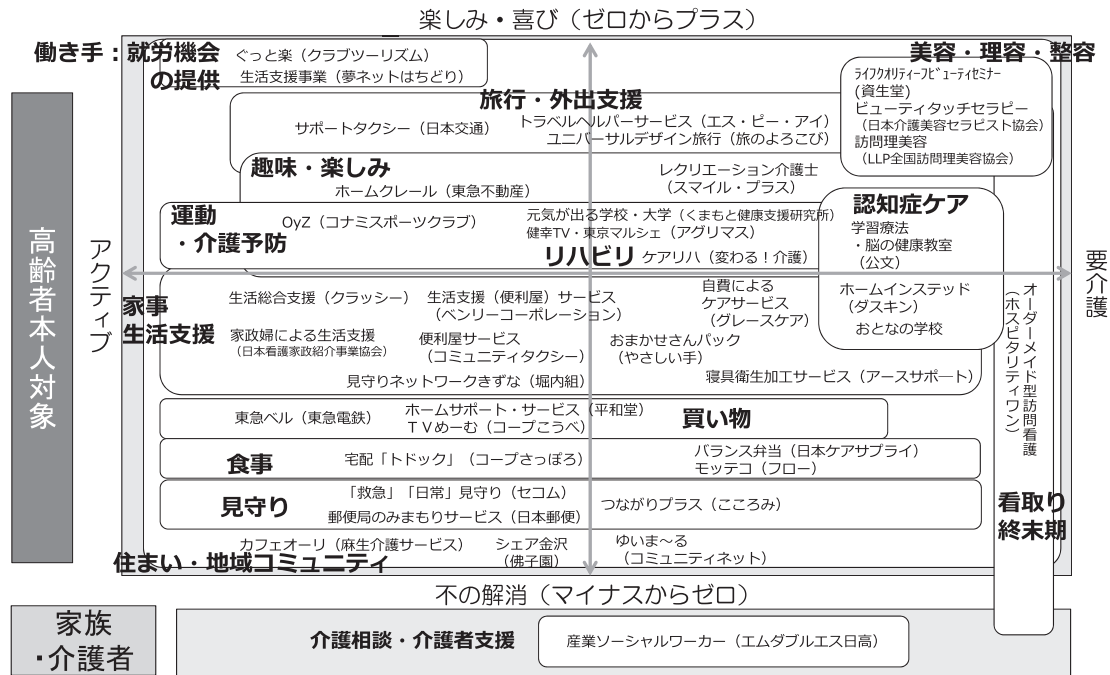 楽しみ・喜び（ゼロからプラス）
働き手：就労機会
の提供
ぐっと楽（クラブツーリズム）
生活支援事業（夢ネットはちどり）
美容・理容・整容
ﾗｲﾌｸｵﾘﾃｨｰﾌﾞﾋﾞｭｰﾃｨｾﾐﾅｰ
(資生堂)
ビューティタッチセラピー
（日本介護美容セラピスト協会）
訪問理美容
（LLP全国訪問理美容協会）
旅行・外出支援
サポートタクシー（日本交通）
トラベルヘルパーサービス（エス・ピー・アイ）
ユニバーサルデザイン旅行（旅のよろこび）
趣味・楽しみ
ホームクレール（東急不動産）
レクリエーション介護士
（スマイル・プラス）
運動
・介護予防
OyZ（コナミスポーツクラブ）
元気が出る学校・大学（くまもと健康支援研究所）
健幸TV・東京マルシェ（アグリマス）
リハビリ
ケアリハ（変わる！介護）
認知症ケア
学習療法
・脳の健康教室
（公文）
ホームインステッド
（ダスキン）
おとなの学校
高齢者本人対象
アクティブ
要介護
家事
生活支援
生活総合支援（クラッシー）
生活支援（便利屋）サービス
（ベンリーコーポレーション）
自費による
ケアサービス
（グレースケア）
家政婦による生活支援
（日本看護家政紹介事業協会）
便利屋サービス
（コミュニティタクシー）
おまかせさんパック
（やさしい手）
見守りネットワークきずな（堀内組）
寝具衛生加工サービス（アースサポート）
オーダーメイド型訪問看護
（ホスピタリティワン）
東急ベル（東急電鉄）
ホームサポート・サービス（平和堂）
ＴＶめーむ（コープこうべ）
買い物
食事
宅配「トドック」（コープさっぽろ）
バランス弁当（日本ケアサプライ）
モッテコ（フロー）
見守り
「救急」「日常」見守り（セコム）
郵便局のみまもりサービス（日本郵便）
つながりプラス（こころみ）
看取り
終末期
カフェオーリ（麻生介護サービス）
シェア金沢
（佛子園）
ゆいま～る
（コミュニティネット）
住まい・地域コミュニティ
不の解消（マイナスからゼロ）
家族
・介護者
介護相談・介護者支援
産業ソーシャルワーカー（エムダブルエス日高）